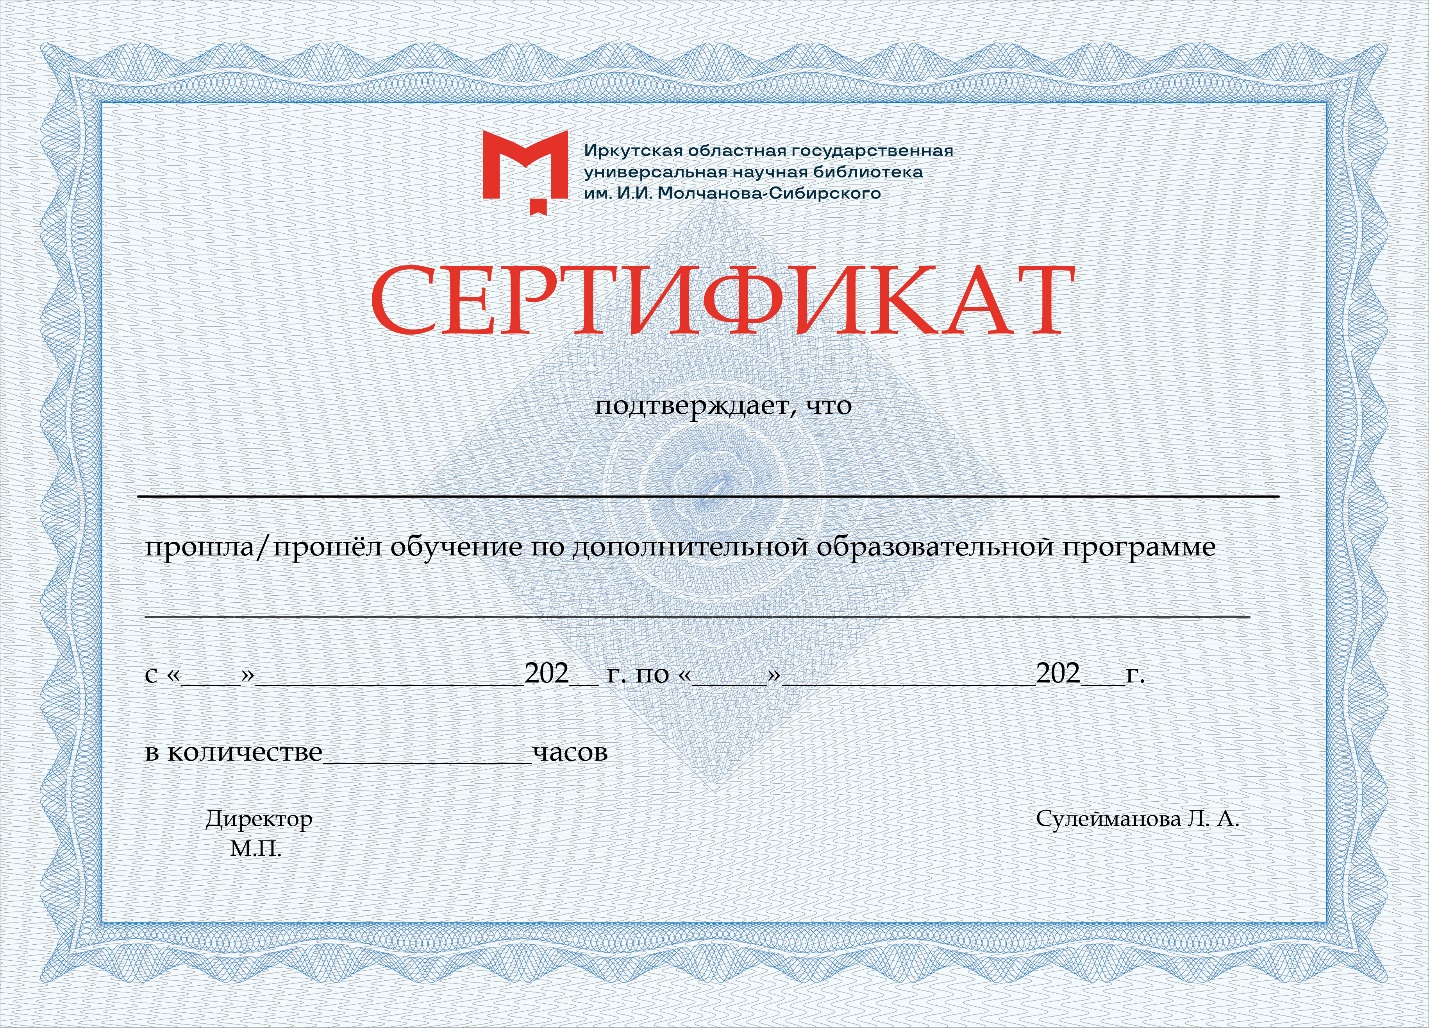 Иркутская областная государственная
универсальная научная библиотека
им. И.И. Молчанова-Сибирского
СЕРТИФИКАТ
подтверждает, что
прошла/прошёл обучение по дополнительной образовательной программе
с «____»__________________202__ г. по «_____»_________________202___г.
в количестве______________часов
Директор Сулейманова Л. А.
М.П.